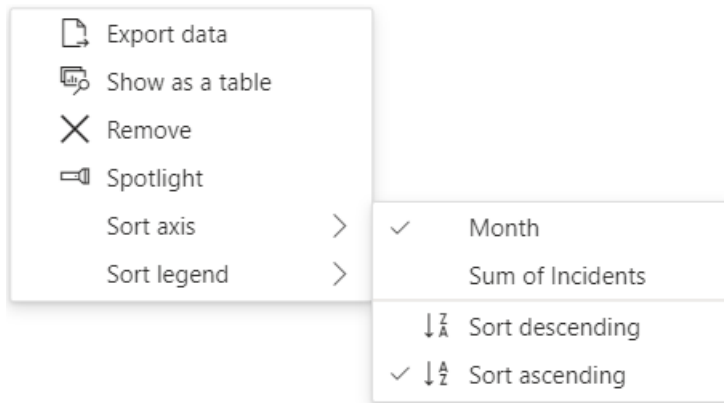 Export data
Show as a table
Remove
Spotlight
Sort axis
Sort legend
Month
Sum of Incidents
Sort descending
Sort ascending